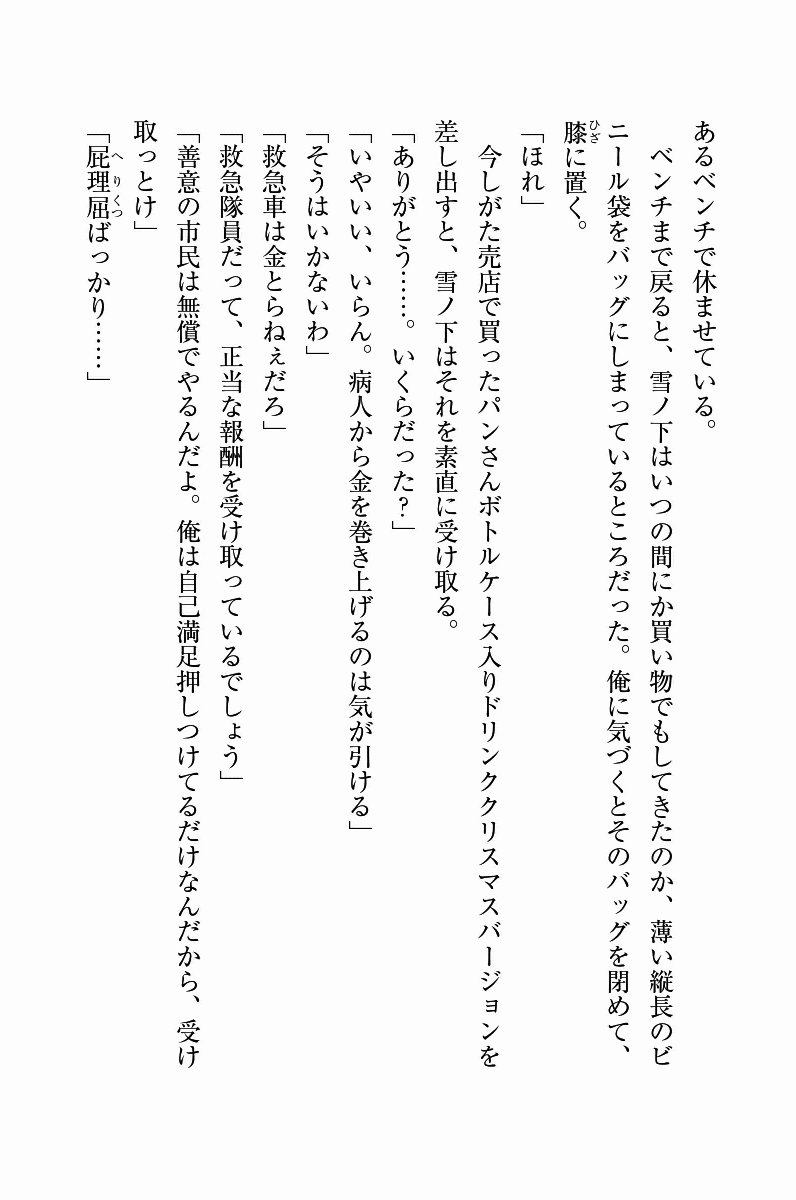 あるベンチで休ませている。
　ベンチまで戻ると、雪ノ下はいつの間にか買い物でもしてきたのか、薄い縦長のビ
ニール袋をバッグにしまっているところだった。俺に気づくとそのバッグを閉めて、
膝に置く。
「ほれ」
　今しがた売店で買ったパンさんボトルケース入りドリンククリスマスバージョンを
差し出すと、雪ノ下はそれを素直に受け取る。
「ありがとう……。いくらだった？」
「いやいい、いらん。病人から金を巻き上げるのは気が引ける」
「そうはいかないわ」
「救急車は金とらねぇだろ」
「救急隊員だって、正当な報酬を受け取っているでしょう」
「善意の市民は無償でやるんだよ。俺は自己満足押しつけてるだけなんだから、受け
取っとけ」
「屁理屈ばっかり……」